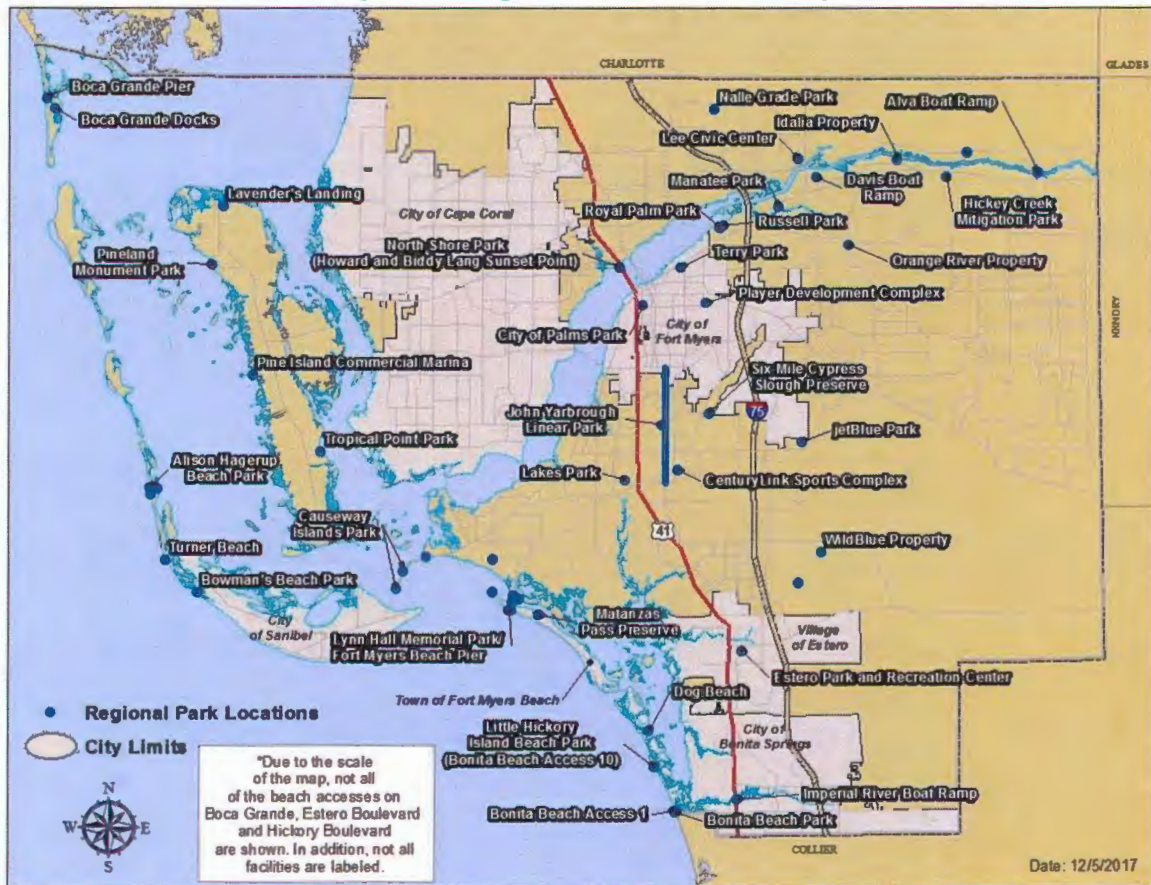 CHARLOTTE
GLADES
Boca Grande Pier
Boca Grande Docks
Nalle Grade Park
Alva Boat Ramp
Idalia Property
Lee Civic Center
Lavender's Landing
City of Cape Coral
Manatee Park
Davis Boat
Ramp
Hickey Creek
Mitigation Park
Royal Palm Park
Russell Park
North Shore Park
(Howard and Biddy Lang Sunset Point)
Terry Park
Orange River Property
Pineland
Monument Park
Player Development Complex
City of Palms Park
City of
Fort Myers
HENDRY
Pine Island Commercial Marina
Six Mile Cypress
Slough Preserve
John Yarbrough
Linear Park
75
jetBlue Park
Tropical Point Park
Alison Hagerup
Beach Park
Lakes Park
CenturyLink Sports Complex
Causeway
Islands Park
41
Turner Beach
WildBlue Property
Bowman's Beach Park
City
of Sanibel
Matanzas
Pass Preserve
Lynn Hall Memorial Park/
Fort Myers Beach Pier
Village
of Estero
Estero Park and Recreation Center
Town of Fort Myers Beach
Dog Beach
Regional Park Locations
City Limits
Little Hickory
Island Beach Park
(Bonita Beach Access 10)
City of
Bonita Springs
*Due to the scale
of the map, not all
of the beach accesses on
Boca Grande, Estero Boulevard
and Hickory Boulevard
are shown. In addition, not all
facilities are labeled.
N
W
E
S
Imperial River Boat Ramp
Bonita Beach Access 1
Bonita Beach Park
COLLIER
Date: 12/5/2017